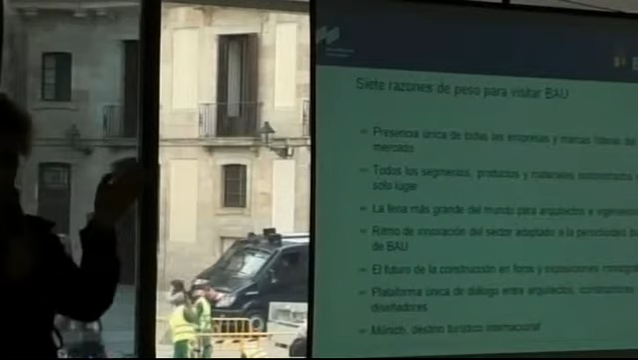 Siete razones de peso para visitar BAU
Presencia única de todas las empresas y marcas líderes del
mercado
Todos los segmentos, productos y materiales concentrados
solo lugar
La feria más grande del mundo para arquitectos e ingenieros
Ritmo de innovación del sector adaptado a la periodicidad
de BAU
El futuro de la construcción en foros y exposiciones
Plataforma única de diálogo entre arquitectos, constructores
diseñadores
Múnich, destino turístico internacional